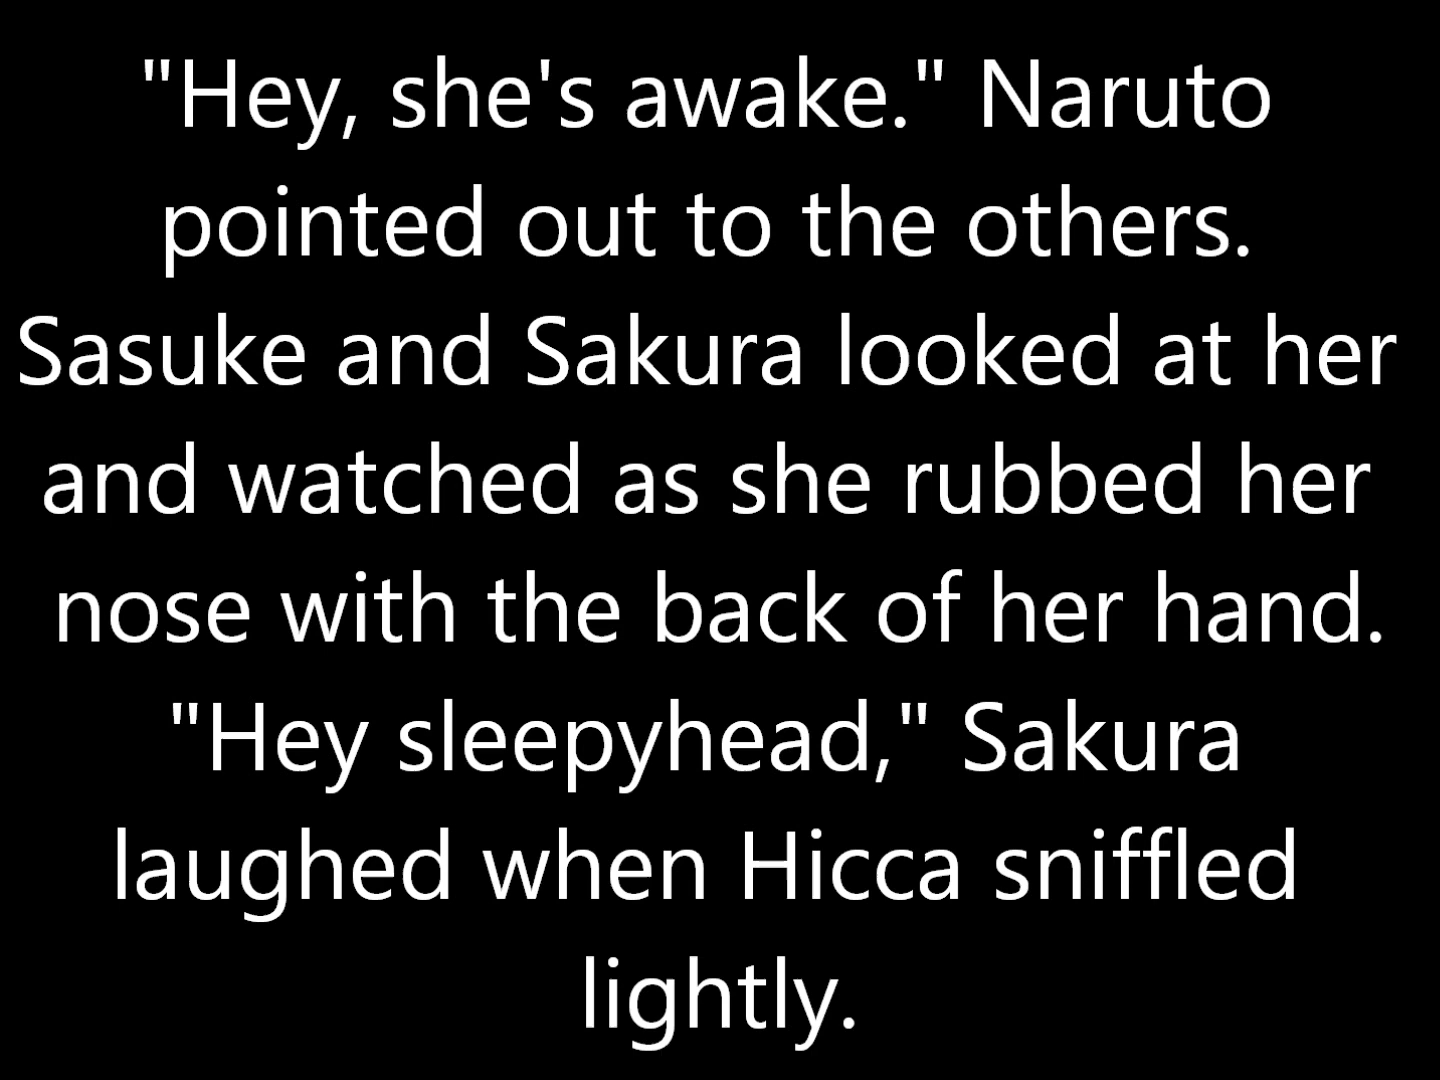 "Hey, she's awake." Naruto
pointed out to the others.
Sasuke and Sakura looked at her
and watched as she rubbed her
nose with the back of her hand.
"Hey sleepyhead," Sakura
laughed when Hicca sniffled
lightly.